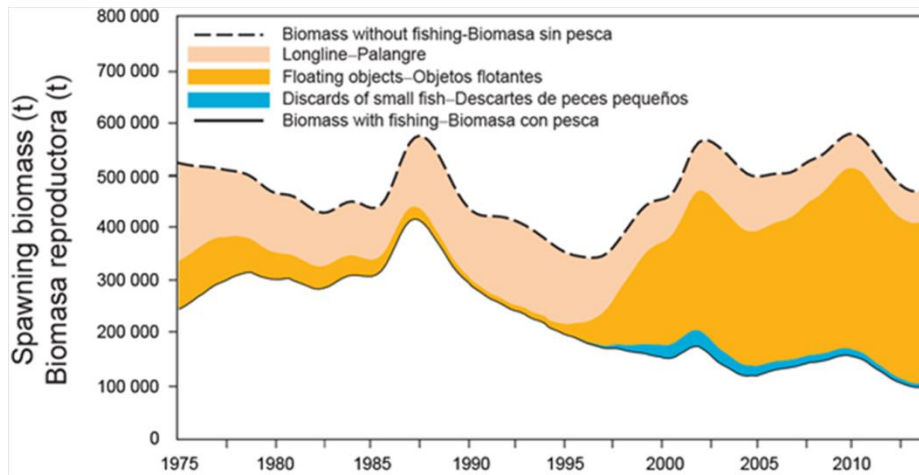 Spawning biomass (t)
Biomasa reproductora (t)
800 000
700 000
600 000
500 000
400 000
300 000
200 000
100 000
0
Biomass without fishing-Biomasa sin pesca
Longline–Palangre
Floating objects–Objetos flotantes
Discards of small fish–Descartes de peces pequeños
Biomass with fishing–Biomasa con pesca
1975 1980 1985 1990 1995 2000 2005 2010